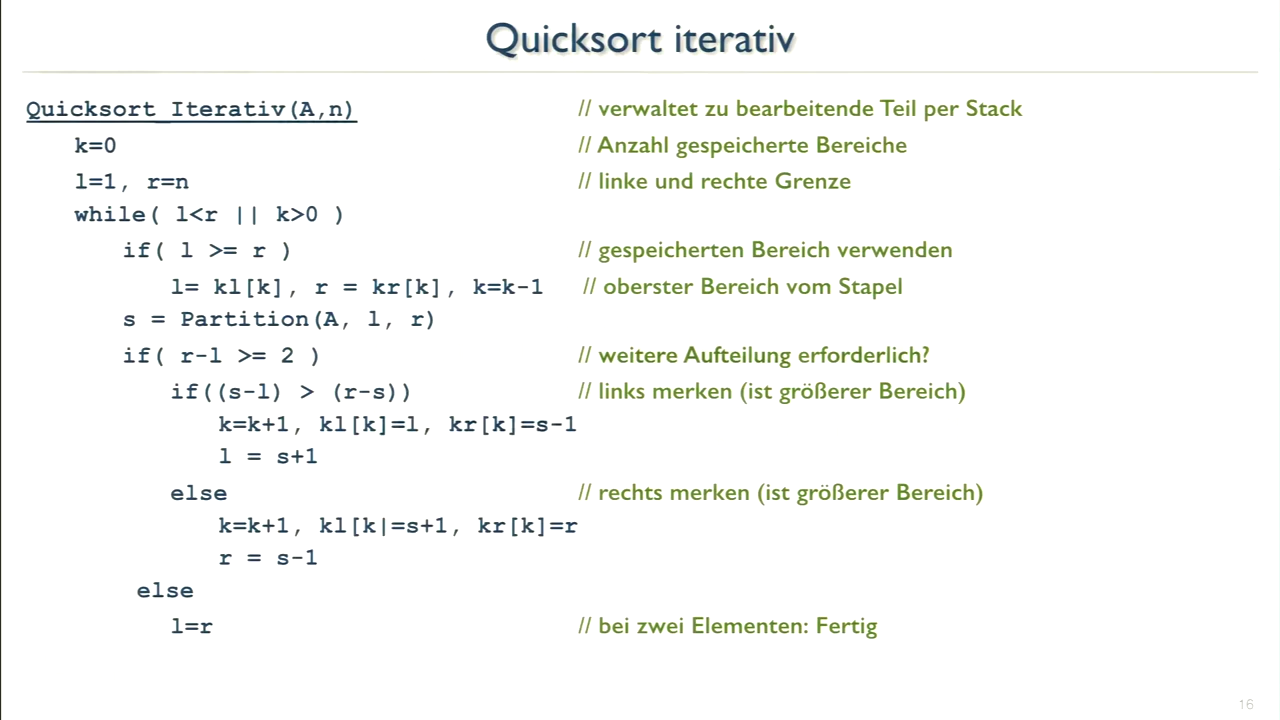 Quicksort iterativ
Quicksort_Iterativ(A,n) // verwaltet zu bearbeitende Teil per Stack
k=0 // Anzahl gespeicherte Bereiche
l=1, r=n // linke und rechte Grenze
while( l<r || k>0 )
if( l >= r ) // gespeicherten Bereich verwenden
l= kl[k], r = kr[k], k=k-1 // oberster Bereich vom Stapel
s = Partition(A, l, r)
if( r-l >= 2 ) // weitere Aufteilung erforderlich?
if((s-l) > (r-s)) // links merken (ist größerer Bereich)
k=k+1, kl[k]=l, kr[k]=s-1
l = s+1
else // rechts merken (ist größerer Bereich)
k=k+1, kl[k|=s+1, kr[k]=r
r = s-1
else
l=r // bei zwei Elementen: Fertig
16